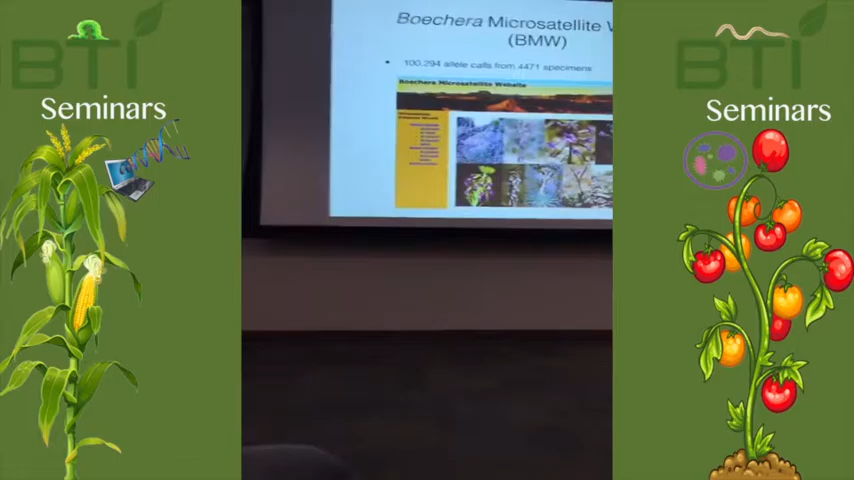 BTI
Seminars
Boechera Microsatellite W
(BMW)
• 100,294 allele calls from 4471 specimens
Boechera Microsatellite Website
BTI
Seminars